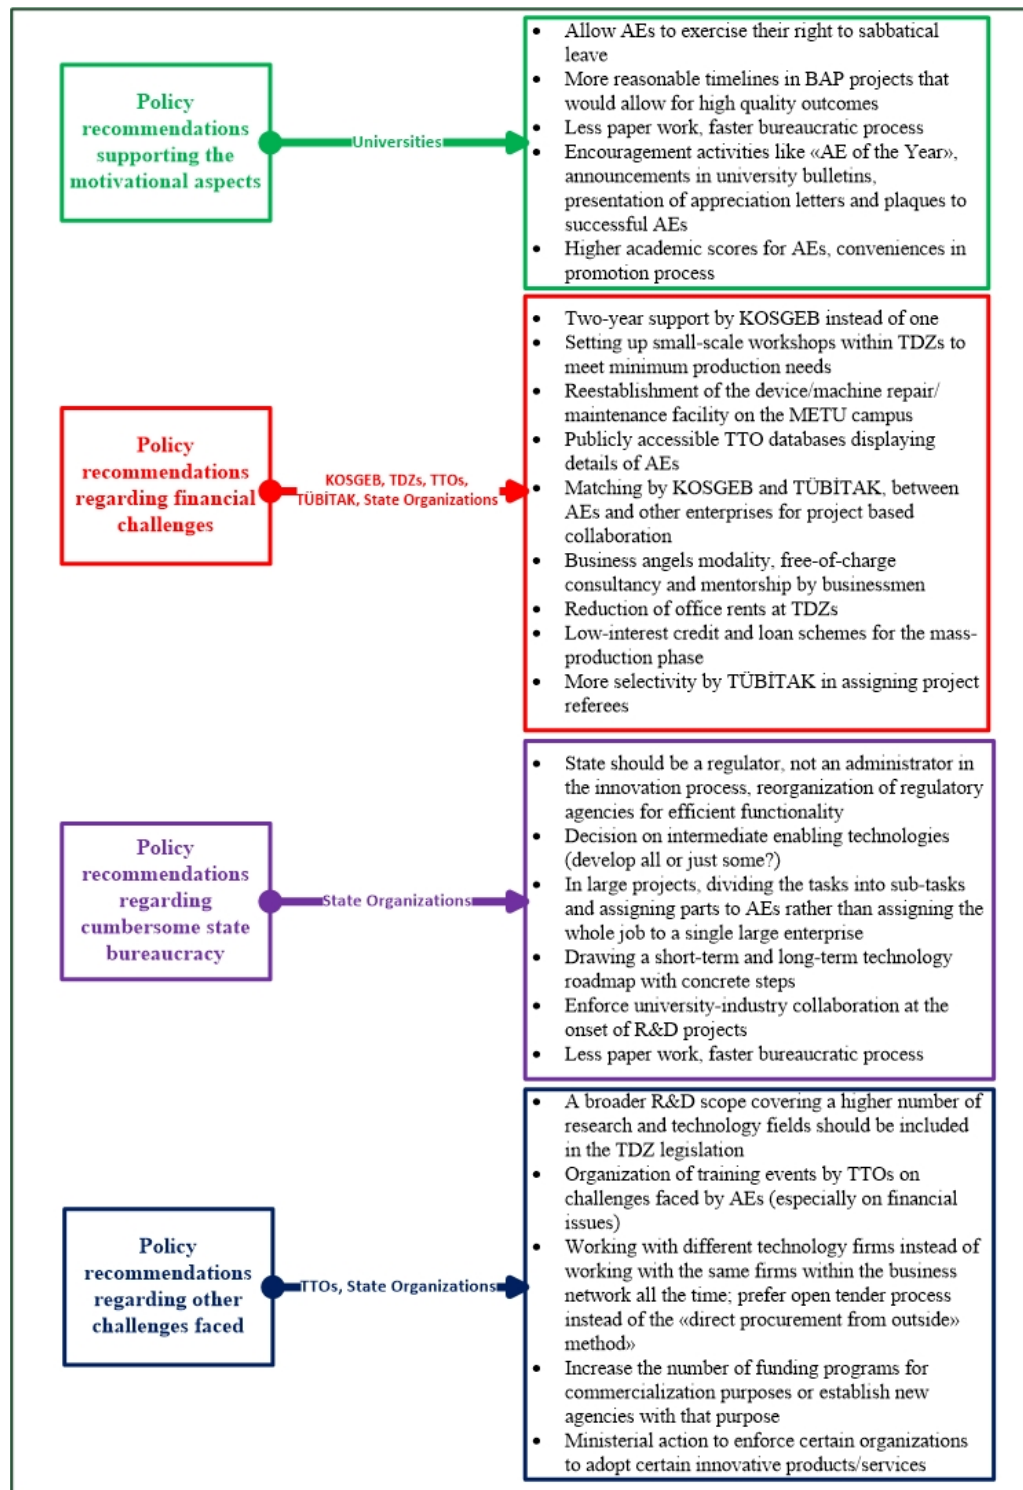 Policy
recommendations
supporting the
motivational aspects
Universities
• Allow AEs to exercise their right to sabbatical
leave
• More reasonable timelines in BAP projects that
would allow for high quality outcomes
• Less paper work, faster bureaucratic process
• Encouragement activities like «AE of the Year»,
announcements in university bulletins,
presentation of appreciation letters and plaques to
successful AEs
• Higher academic scores for AEs, conveniences in
promotion process
Policy
recommendations
regarding financial
challenges
KOSGEB, TDZs, TTOs,
TÜBİTAK, State Organizations
• Two-year support by KOSGEB instead of one
• Setting up small-scale workshops within TDZs to
meet minimum production needs
• Reestablishment of the device/machine repair/
maintenance facility on the METU campus
• Publicly accessible TTO databases displaying
details of AEs
• Matching by KOSGEB and TÜBİTAK, between
AEs and other enterprises for project based
collaboration
• Business angels modality, free-of-charge
consultancy and mentorship by businessmen
• Reduction of office rents at TDZs
• Low-interest credit and loan schemes for the mass-
production phase
• More selectivity by TÜBİTAK in assigning project
referees
Policy
recommendations
regarding
cumbersome state
bureaucracy
State Organizations
• State should be a regulator, not an administrator in
the innovation process, reorganization of regulatory
agencies for efficient functionality
• Decision on intermediate enabling technologies
(develop all or just some?)
• In large projects, dividing the tasks into sub-tasks
and assigning parts to AEs rather than assigning the
whole job to a single large enterprise
• Drawing a short-term and long-term technology
roadmap with concrete steps
• Enforce university-industry collaboration at the
onset of R&D projects
• Less paper work, faster bureaucratic process
Policy
recommendations
regarding other
challenges faced
TTOs, State Organizations
• A broader R&D scope covering a higher number of
research and technology fields should be included
in the TDZ legislation
• Organization of training events by TTOs on
challenges faced by AEs (especially on financial
issues)
• Working with different technology firms instead of
working with the same firms within the business
network all the time; prefer open tender process
instead of the «direct procurement from outside»
method»
• Increase the number of funding programs for
commercialization purposes or establish new
agencies with that purpose
• Ministerial action to enforce certain organizations
to adopt certain innovative products/services